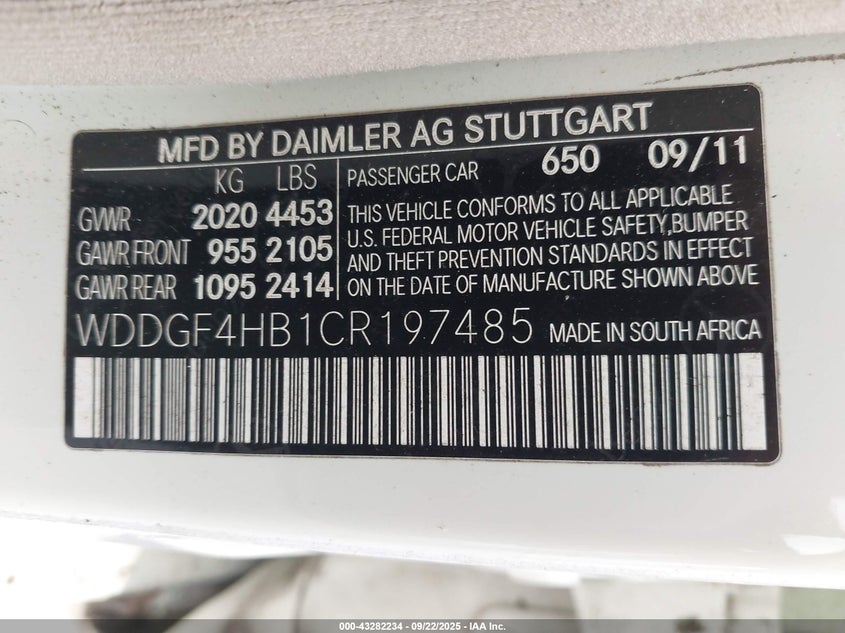 MFD BY DAIMLER AG STUTTGART
KG LBS
GVWR 2020 4453
GAWR FRONT 955 2105
GAWR REAR 1095 2414
PASSENGER CAR 650 09/11
THIS VEHICLE CONFORMS TO ALL APPLICABLE
U.S. FEDERAL MOTOR VEHICLE SAFETY,BUMPER
AND THEFT PREVENTION STANDARDS IN EFFECT
ON THE DATE OF MANUFACTURE SHOWN ABOVE
WDDGF4HB1CR197485 MADE IN SOUTH AFRICA
000-43282234 - 09/22/2025 - IAA Inc.